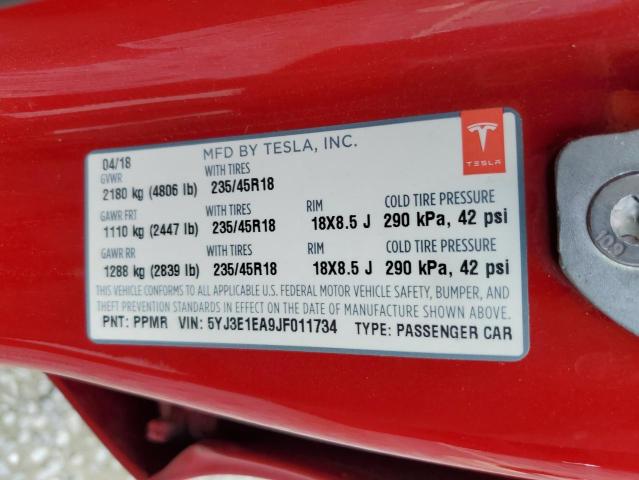 04/18 MFD BY TESLA, INC.
TESLA
GVWR WITH TIRES
2180 kg (4806 lb) 235/45R18
GAWR FRT WITH TIRES RIM COLD TIRE PRESSURE
1110 kg (2447 lb) 235/45R18 18X8.5 J 290 kPa, 42 psi
GAWR RR WITH TIRES RIM COLD TIRE PRESSURE
1288 kg (2839 lb) 235/45R18 18X8.5 J 290 kPa, 42 psi
THIS VEHICLE CONFORMS TO ALL APPLICABLE U.S. FEDERAL MOTOR VEHICLE SAFETY, BUMPER, AND
THEFT PREVENTION STANDARDS IN EFFECT ON THE DATE OF MANUFACTURE SHOWN ABOVE.
PNT: PPMR VIN: 5YJ3E1EA9JF011734 TYPE: PASSENGER CAR